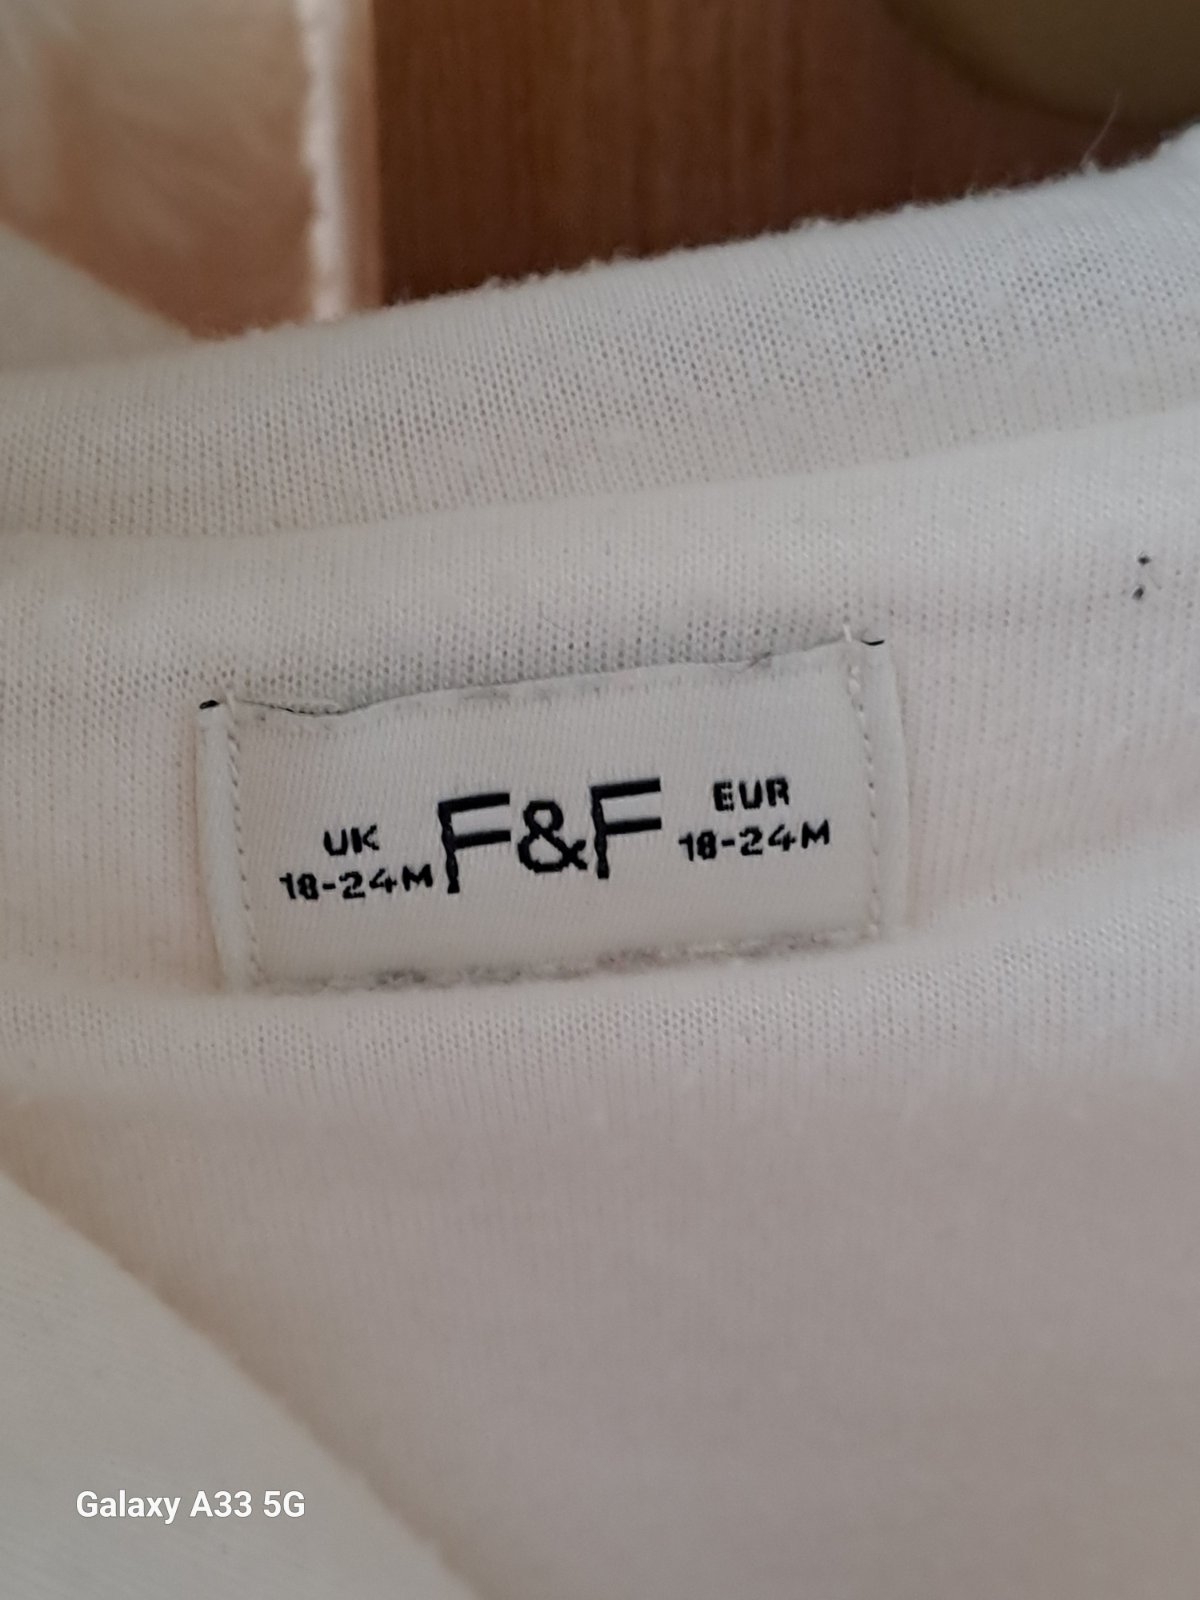 UK
18-24M
F&F
EUR
18-24M
Galaxy A33 5G